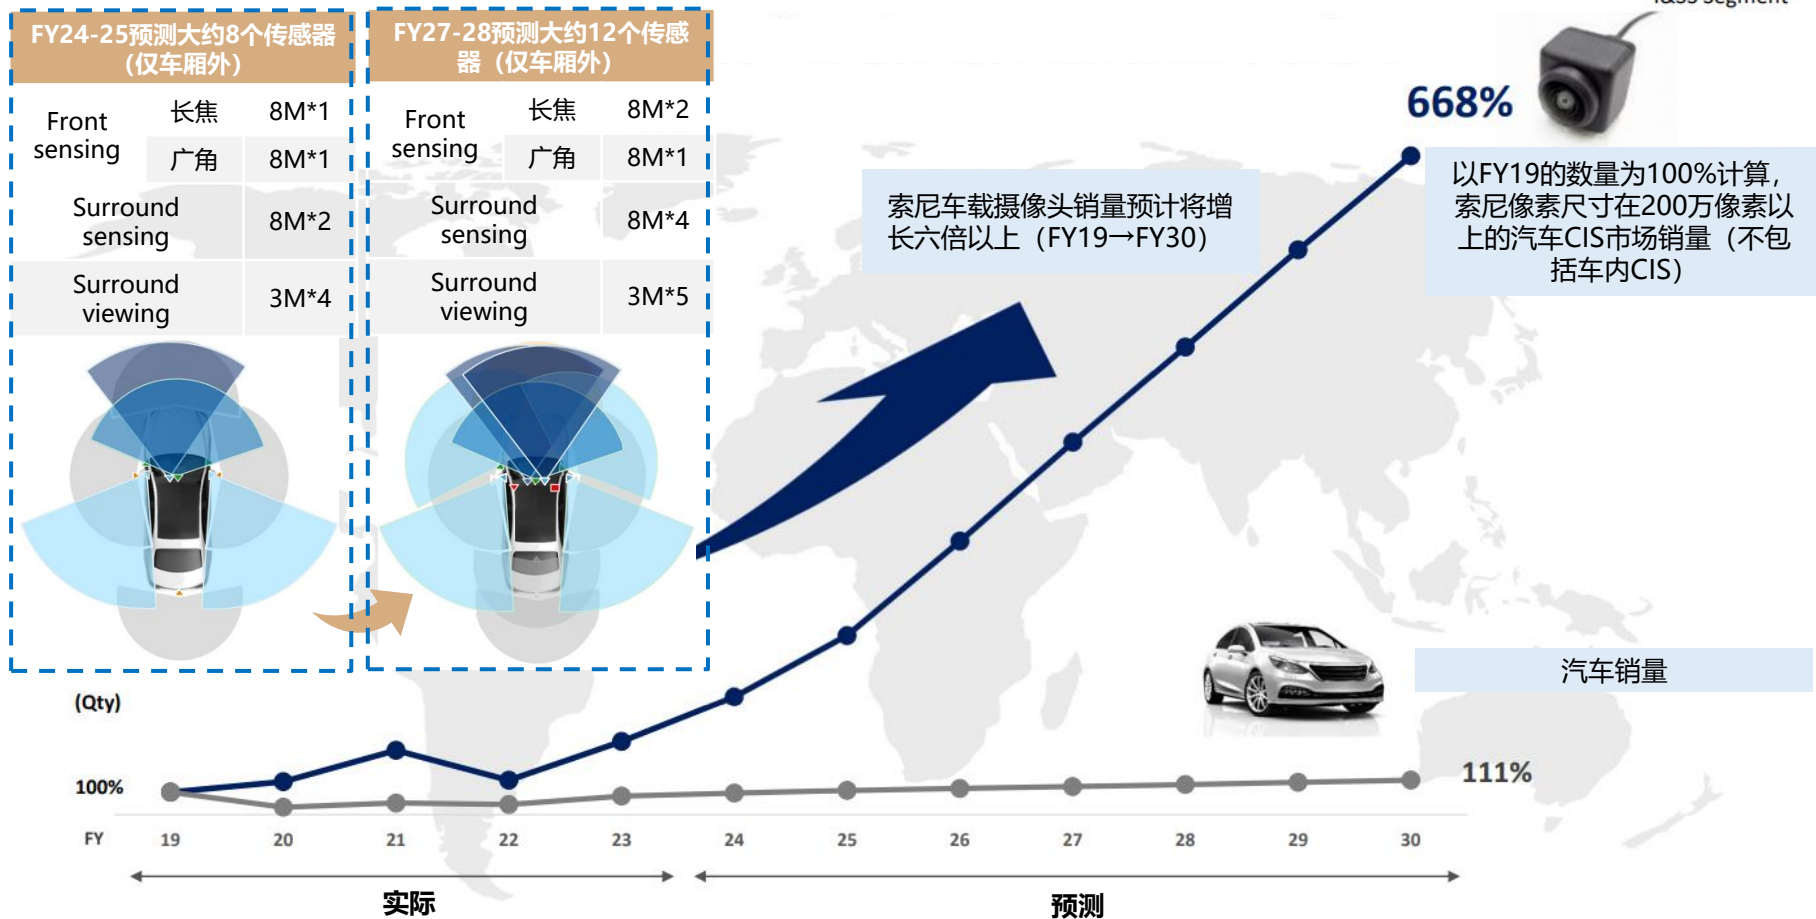 I&SS Segment
FY24-25预测大约8个传感器
（仅车厢外）
Front
sensing
长焦
8M*1
广角
8M*1
Surround
sensing
8M*2
Surround
viewing
3M*4
FY27-28预测大约12个传感
器（仅车厢外）
Front
sensing
长焦
8M*2
广角
8M*1
Surround
sensing
8M*4
Surround
viewing
3M*5
668%
索尼车载摄像头销量预计将增
长六倍以上（FY19→FY30）
以FY19的数量为100%计算，
索尼像素尺寸在200万像素以
上的汽车CIS市场销量（不包
括车内CIS）
汽车销量
(Qty)
100%
111%
FY 19 20 21 22 23 24 25 26 27 28 29 30
实际
预测